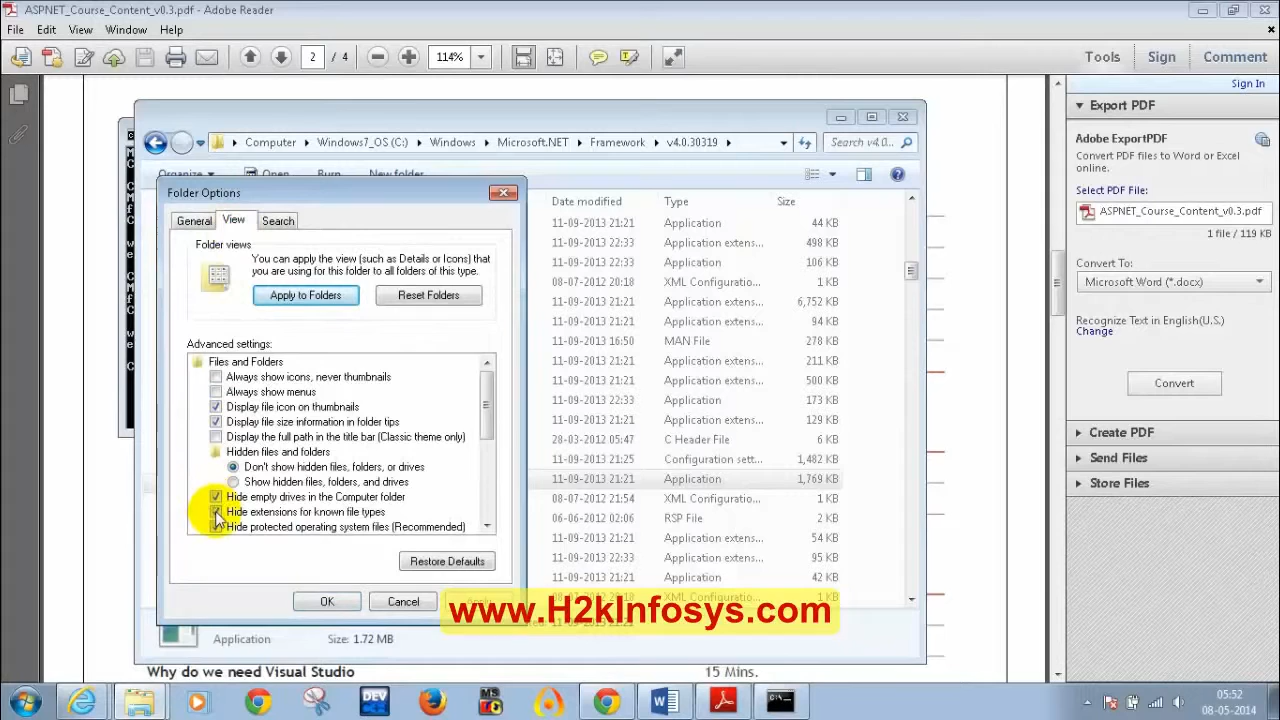 ASPNET_Course_Content_v0.3.pdf - Adobe Reader
File Edit View Window Help
2 / 4 114% Tools Sign Comment
Sign In
Export PDF
Adobe ExportPDF
Convert PDF files to Word or Excel
online.
Select PDF File:
ASPNET_Course_Content_v0.3.pdf
1 file / 119 KB
Convert To:
Microsoft Word (*.docx)
Recognize Text in English(U.S.)
Change
Convert
Create PDF
Send Files
Store Files
Computer Windows7_OS (C:) Windows Microsoft.NET Framework v4.0.30319 Search v4.0...
Organize Open Burn New folder
Folder Options
General View Search
Folder views
You can apply the view (such as Details or Icons) that
you are using for this folder to all folders of this type.
Apply to Folders Reset Folders
Advanced settings:
Files and Folders
Always show icons, never thumbnails
Always show menus
Display file icon on thumbnails
Display file size information in folder tips
Display the full path in the title bar (Classic theme only)
Hidden files and folders
Don't show hidden files, folders, or drives
Show hidden files, folders, and drives
Hide empty drives in the Computer folder
Hide extensions for known file types
Hide protected operating system files (Recommended)
Restore Defaults
OK Cancel
Date modified Type Size
11-09-2013 21:21 Application 44 KB
11-09-2013 22:33 Application extens... 498 KB
11-09-2013 22:33 Application 106 KB
08-07-2012 20:18 XML Configuratio... 1 KB
11-09-2013 21:21 Application extens... 6,752 KB
11-09-2013 21:21 Application extens... 94 KB
11-09-2013 16:50 MAN File 278 KB
11-09-2013 21:21 Application extens... 211 KB
11-09-2013 21:21 Application extens... 500 KB
11-09-2013 21:21 Application 173 KB
11-09-2013 21:21 Application extens... 129 KB
28-03-2012 05:47 C Header File 6 KB
11-09-2013 21:25 Configuration sett... 1,482 KB
11-09-2013 21:21 Application 1,769 KB
08-07-2012 21:54 XML Configuratio... 1 KB
06-06-2012 02:06 RSP File 2 KB
11-09-2013 21:21 Application extens... 54 KB
11-09-2013 22:33 Application extens... 95 KB
11-09-2013 21:21 Application 42 KB
XML Configuratio... 1 KB
www.H2kInfosys.com
Application Size: 1.72 MB
Why do we need Visual Studio 15 Mins.
DEV
MS
05:52
08-05-2014